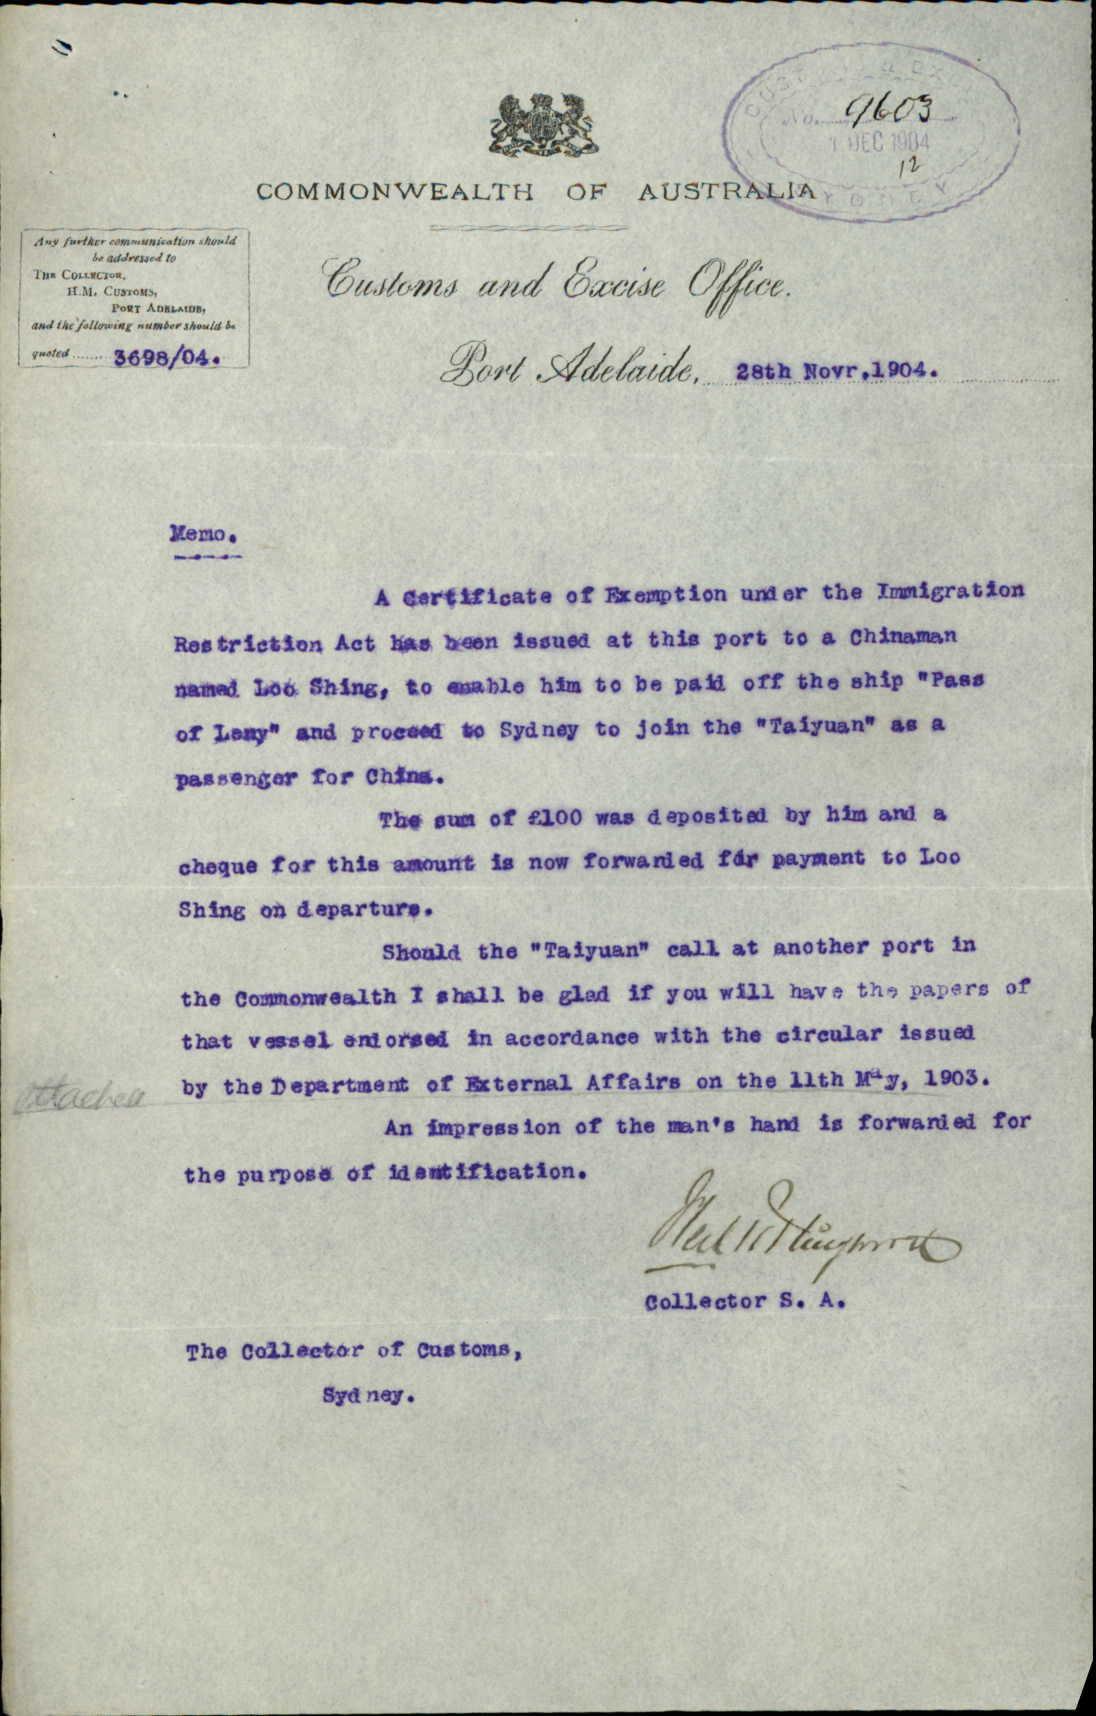 CUSTOMS & EX
No. 9603
1 DEC 1904
12
SYDNEY
COMMONWEALTH OF AUSTRALIA
Any further communication should
be addressed to
THE COLLECTOR,
H.M. CUSTOMS,
PORT ADELAIDE,
and the following number should be
quoted ....... 3698/04.
Customs and Excise Office.
Port Adelaide, 28th Novr. 1904.
Memo.
A Certificate of Exemption under the Immigration
Restriction Act has been issued at this port to a Chinaman
named Loo Shing, to enable him to be paid off the ship "Pass
of Leny" and proceed to Sydney to join the "Taiyuan" as a
passenger for China.
The sum of £100 was deposited by him and a
cheque for this amount is now forwarded for payment to Loo
Shing on departure.
Should the "Taiyuan" call at another port in
the Commonwealth I shall be glad if you will have the papers of
that vessel endorsed in accordance with the circular issued
by the Department of External Affairs on the 11th May, 1903.
Attached
An impression of the man's hand is forwarded for
the purpose of identification.
Collector S. A.
The Collector of Customs,
Sydney.